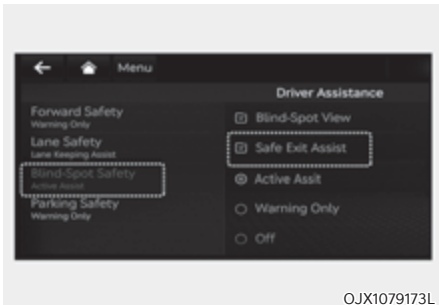 Menu
Driver Assistance
Forward Safety
Warning Only
Lane Safety
Lane Keeping Assist
Blind-Spot Safety
Active Assist
Parking Safety
Warning Only
Blind-Spot View
Safe Exit Assist
Active Assit
Warning Only
Off
OJX1079173L